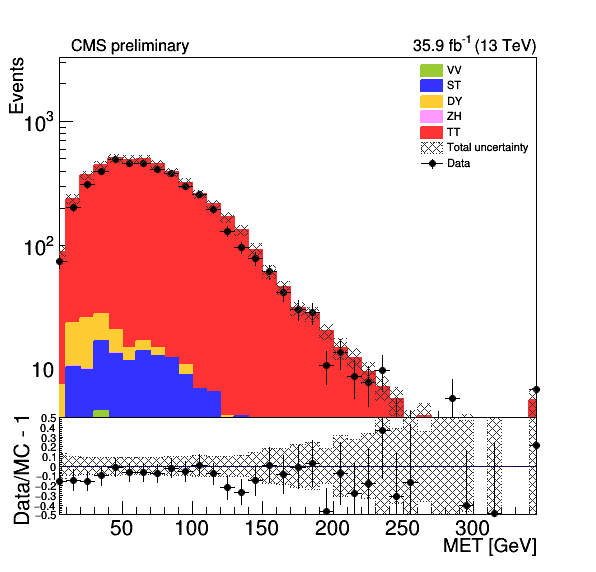 CMS preliminary 35.9 fb⁻¹ (13 TeV)
Events
10³
10²
10
VV
ST
DY
ZH
TT
Total uncertainty
Data
Data/MC - 1
0.5
0.4
0.3
0.2
0.1
0
-0.1
-0.2
-0.3
-0.4
-0.5
50 100 150 200 250 300
MET [GeV]